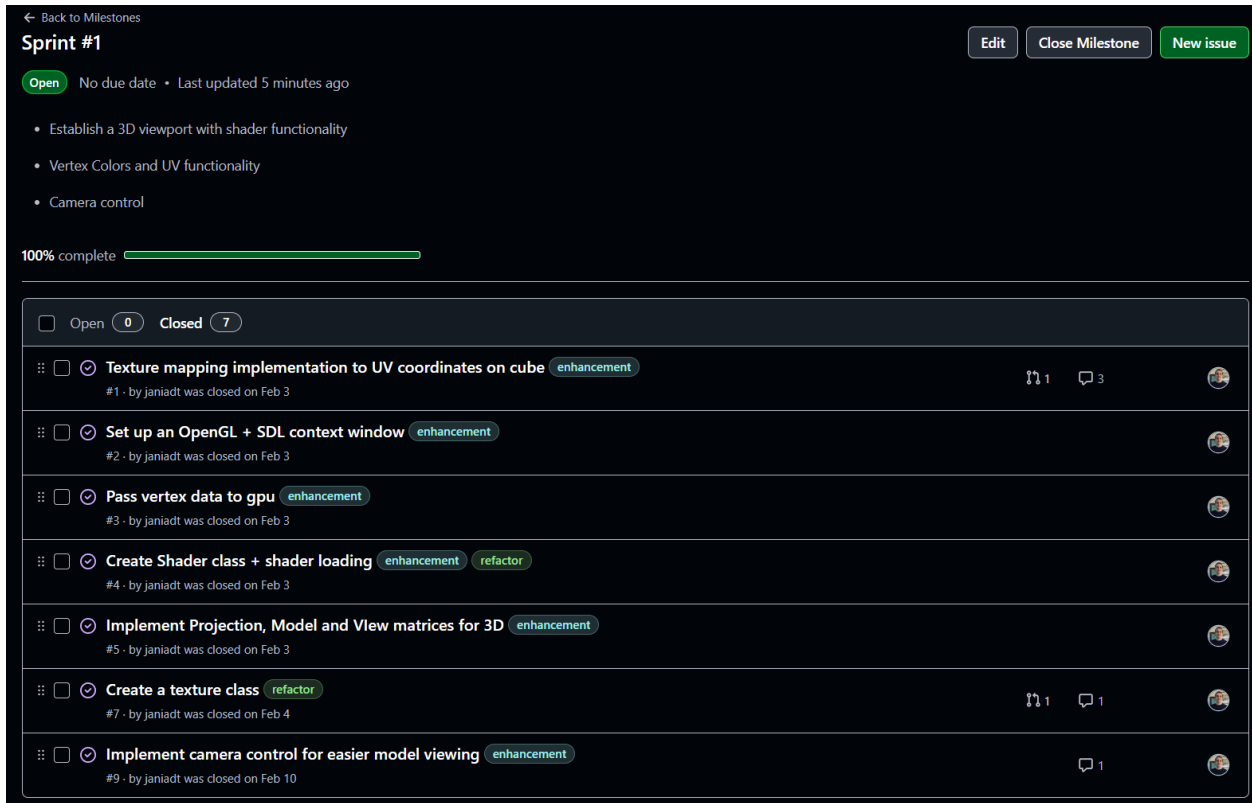 ← Back to Milestones
Sprint #1
Edit
Close Milestone
New issue
Open No due date • Last updated 5 minutes ago
• Establish a 3D viewport with shader functionality
• Vertex Colors and UV functionality
• Camera control
100% complete
Open 0 Closed 7
Texture mapping implementation to UV coordinates on cube enhancement
#1 · by janiadt was closed on Feb 3
1 3
Set up an OpenGL + SDL context window enhancement
#2 · by janiadt was closed on Feb 3
Pass vertex data to gpu enhancement
#3 · by janiadt was closed on Feb 3
Create Shader class + shader loading enhancement refactor
#4 · by janiadt was closed on Feb 3
Implement Projection, Model and VIew matrices for 3D enhancement
#5 · by janiadt was closed on Feb 3
Create a texture class refactor
#7 · by janiadt was closed on Feb 4
1 1
Implement camera control for easier model viewing enhancement
#9 · by janiadt was closed on Feb 10
1